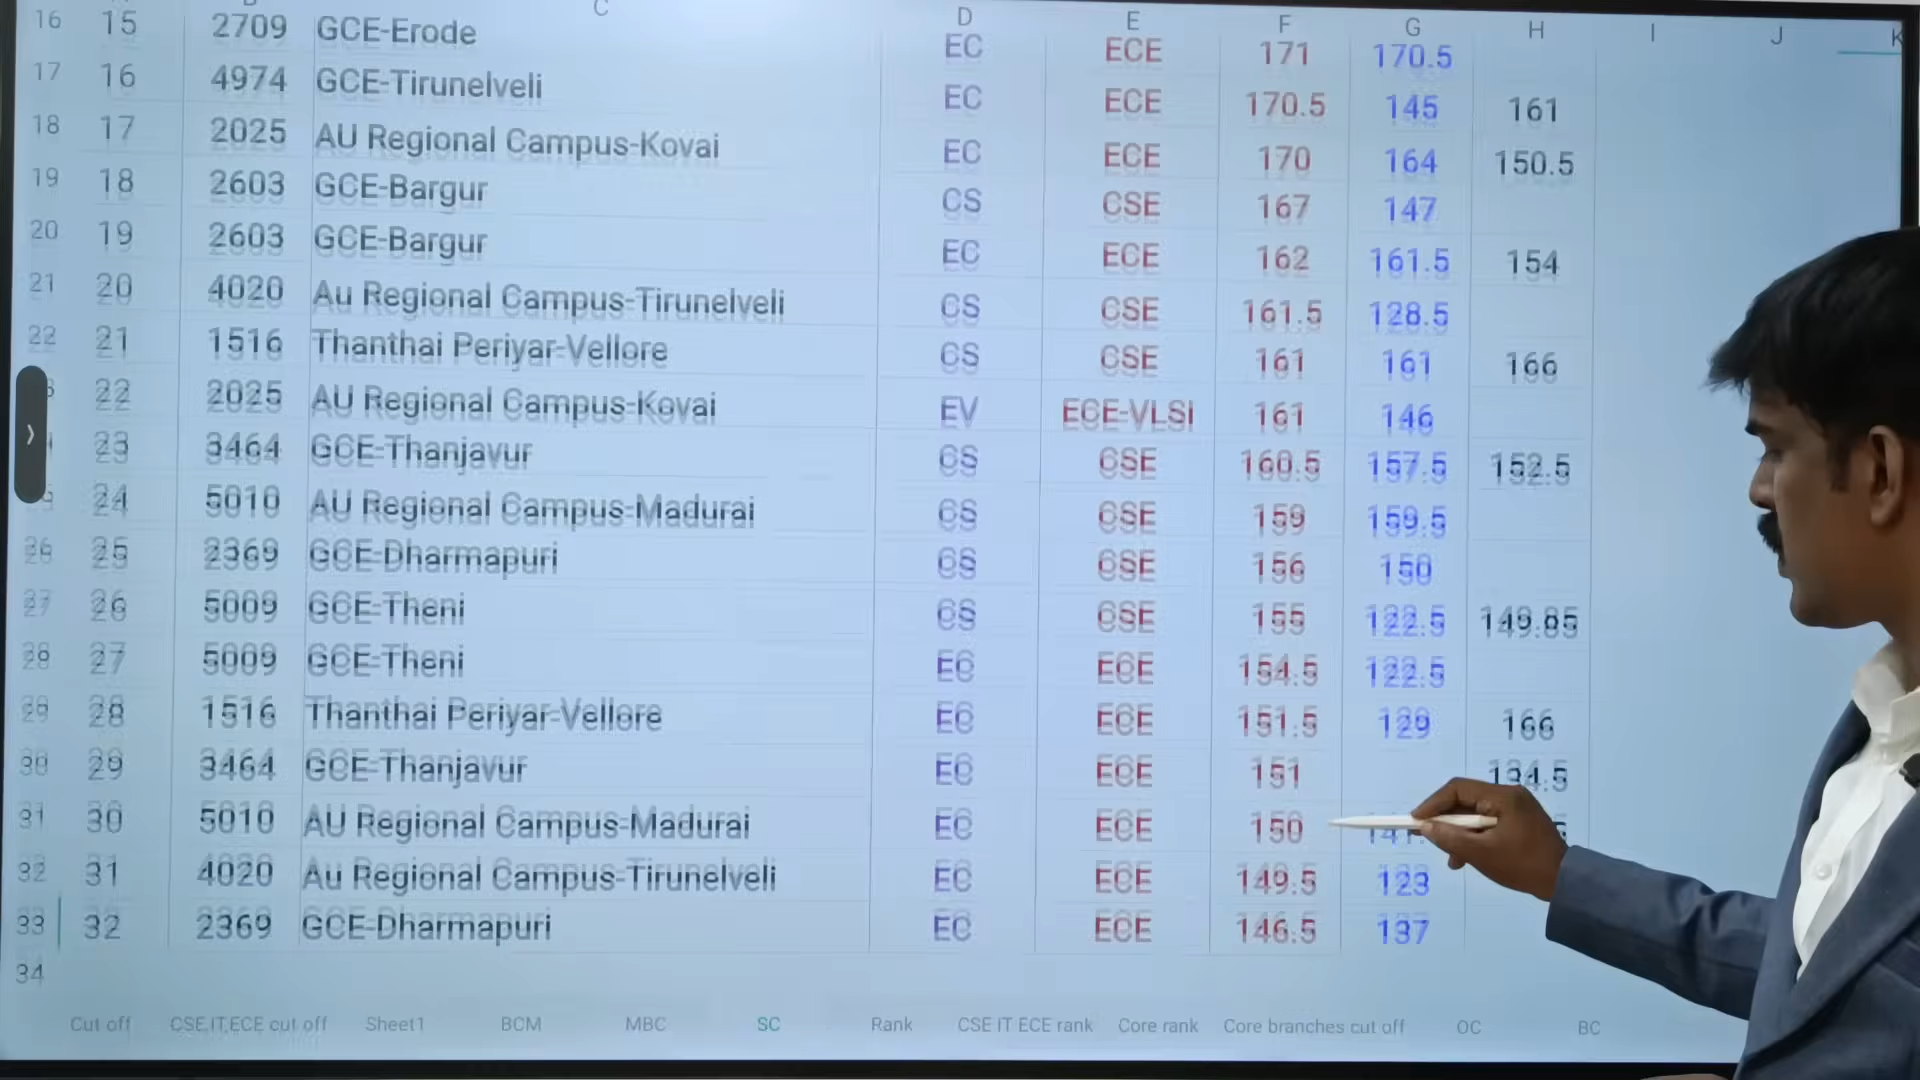 C D E F G H I J K
16 15 2709 GCE-Erode EC ECE 171 170.5
17 16 4974 GCE-Tirunelveli EC ECE 170.5 145 161
18 17 2025 AU Regional Campus-Kovai EC ECE 170 164 150.5
19 18 2603 GCE-Bargur CS CSE 167 147
20 19 2603 GCE-Bargur EC ECE 162 161.5 154
21 20 4020 Au Regional Campus-Tirunelveli CS CSE 161.5 128.5
22 21 1516 Thanthai Periyar-Vellore CS CSE 161 161 166
22 2025 AU Regional Campus-Kovai EV ECE-VLSI 161 146
23 3464 GCE-Thanjavur CS CSE 160.5 157.5 152.5
24 5010 AU Regional Campus-Madurai CS CSE 159 159.5
26 25 2369 GCE-Dharmapuri CS CSE 156 150
27 26 5009 GCE-Theni CS CSE 155 122.5 149.85
28 27 5009 GCE-Theni EC ECE 154.5 122.5
29 28 1516 Thanthai Periyar-Vellore EC ECE 151.5 129 166
30 29 3464 GCE-Thanjavur EC ECE 151 134.5
31 30 5010 AU Regional Campus-Madurai EC ECE 150
32 31 4020 Au Regional Campus-Tirunelveli EC ECE 149.5 123
33 32 2369 GCE-Dharmapuri EC ECE 146.5 137
34
Cut off CSE,IT,ECE cut off Sheet1 BCM MBC SC Rank CSE IT ECE rank Core rank Core branches cut off OC BC